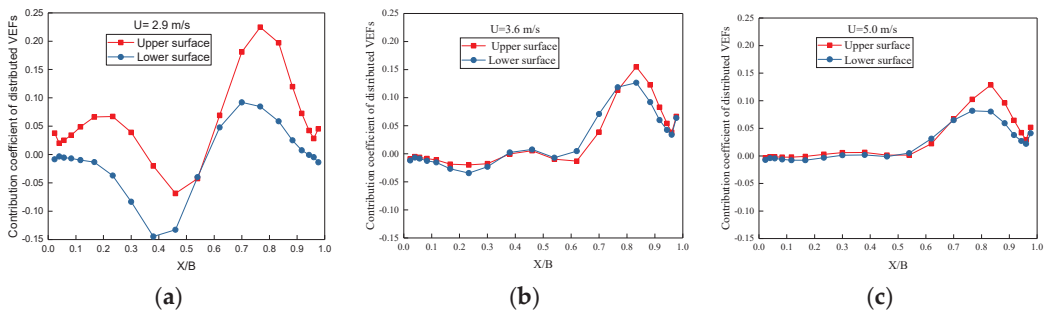 U= 2.9 m/s
Upper surface
Lower surface
Contribution coefficient of distributed VEFs
0.25
0.20
0.15
0.10
0.05
0.00
-0.05
-0.10
-0.15
0.0 0.1 0.2 0.3 0.4 0.5 0.6 0.7 0.8 0.9 1.0
X/B
(a)
U=3.6 m/s
Upper surface
Lower surface
Contribution coefficient of distributed VEFs
0.25
0.20
0.15
0.10
0.05
0.00
-0.05
-0.10
-0.15
0.0 0.1 0.2 0.3 0.4 0.5 0.6 0.7 0.8 0.9 1.0
X/B
(b)
U=5.0 m/s
Upper surface
Lower surface
Contribution coefficient of distributed VEFs
0.25
0.20
0.15
0.10
0.05
0.00
-0.05
-0.10
-0.15
0.0 0.1 0.2 0.3 0.4 0.5 0.6 0.7 0.8 0.9 1.0
X/B
(c)